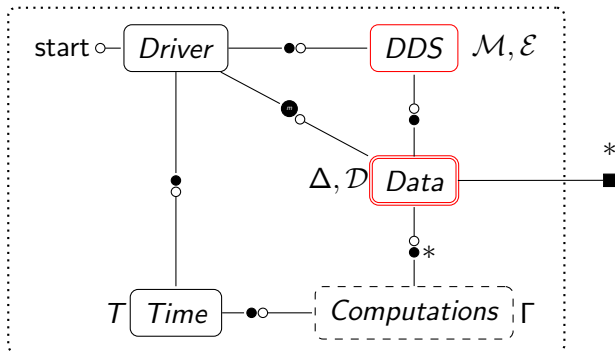 start Driver DDS ℳ, ℰ
m
*
Δ, 𝒟 Data
*
T Time Computations Γ